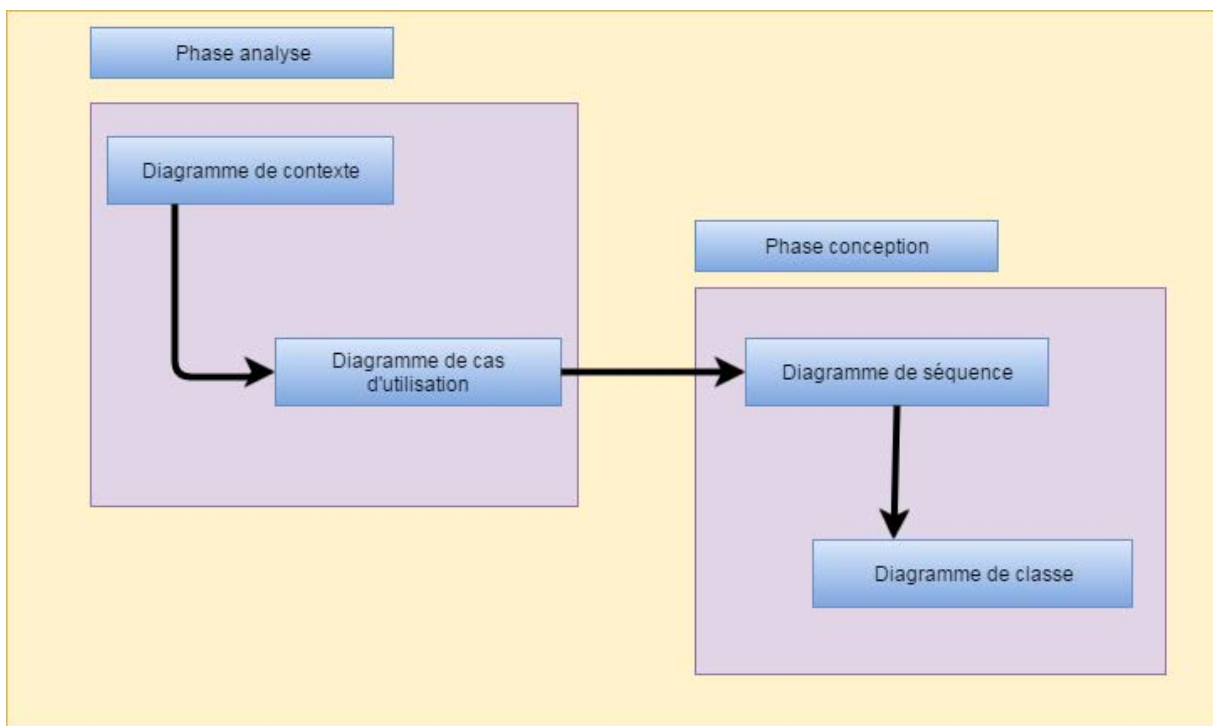 Phase analyse
Diagramme de contexte
Phase conception
Diagramme de cas
d'utilisation
Diagramme de séquence
Diagramme de classe